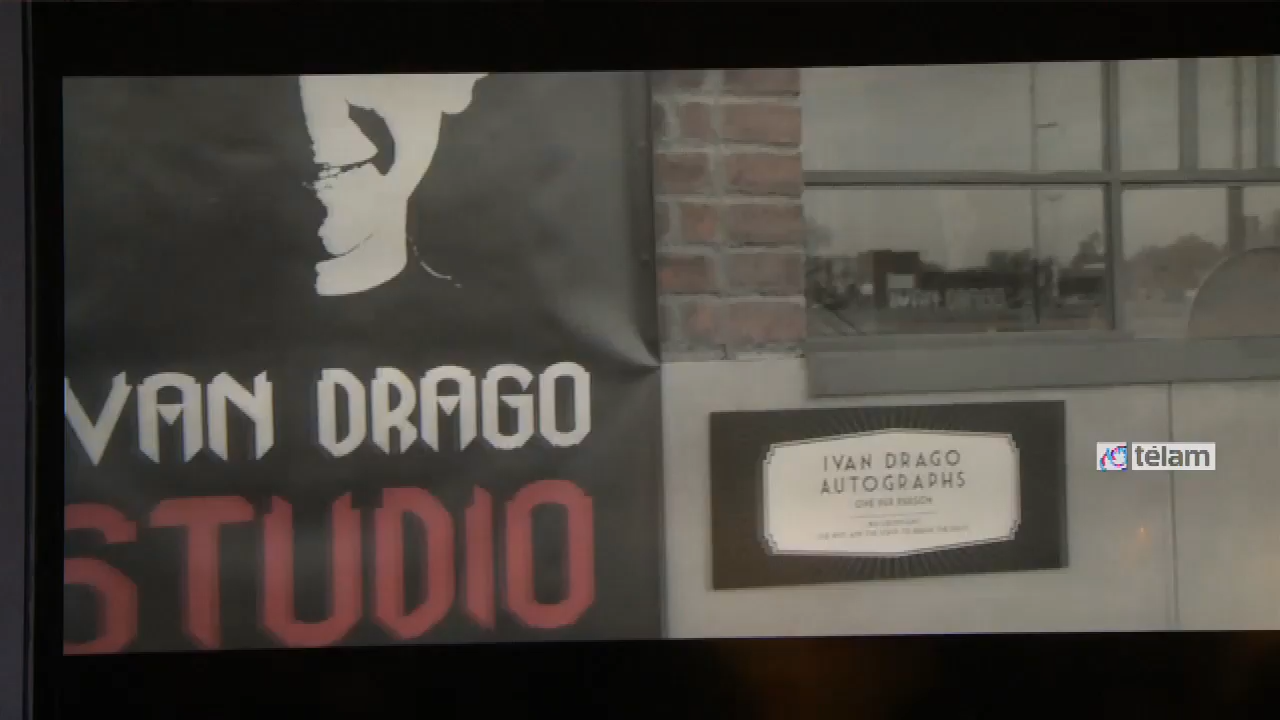 VAN DRAGO
STUDIO
IVAN DRAGO
AUTOGRAPHS
ONE PER PERSON
télam